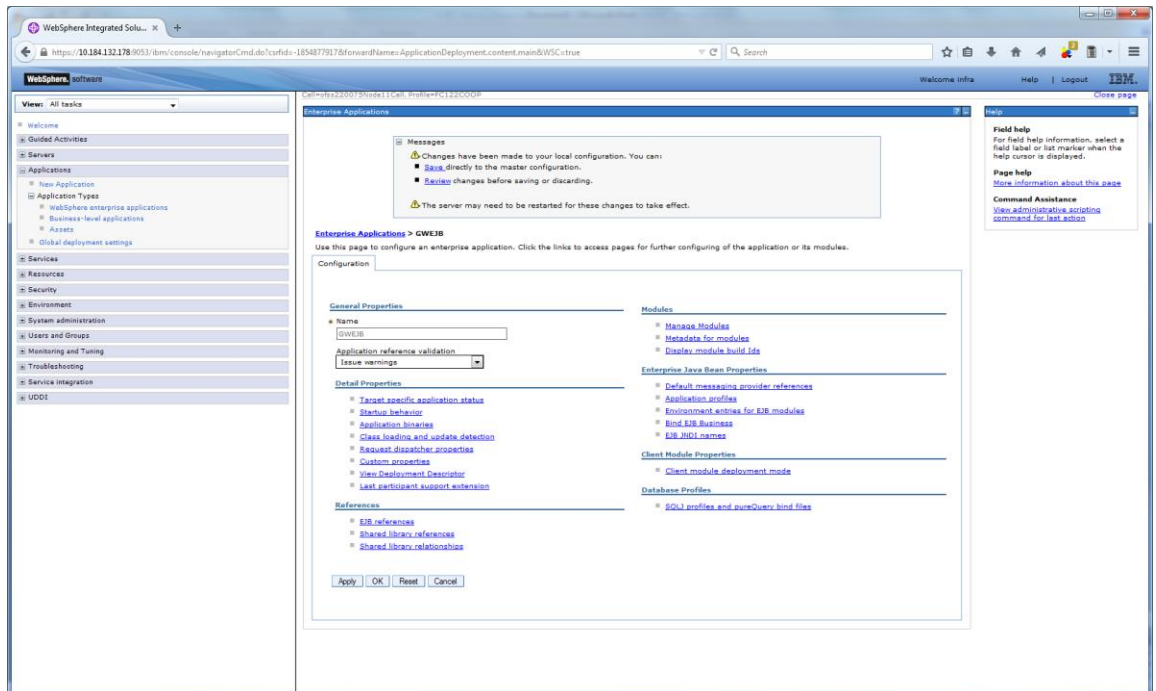 WebSphere Integrated Solu... × +
https://10.184.132.178:9053/ibm/console/navigatorCmd.do?csrfid=-1854877917&forwardName=ApplicationDeployment.content.main&WSC=true
Search
WebSphere. software
Welcome infra
Help | Logout
IBM.
View: All tasks
Welcome
Guided Activities
Servers
Applications
New Application
Application Types
WebSphere enterprise applications
Business-level applications
Assets
Global deployment settings
Services
Resources
Security
Environment
System administration
Users and Groups
Monitoring and Tuning
Troubleshooting
Service integration
UDDI
Close page
Enterprise Applications
Messages
Changes have been made to your local configuration. You can:
Save directly to the master configuration.
Review changes before saving or discarding.
The server may need to be restarted for these changes to take effect.
Enterprise Applications > GWEJB
Use this page to configure an enterprise application. Click the links to access pages for further configuring of the application or its modules.
Configuration
General Properties
Name
GWEJB
Application reference validation
Issue warnings
Detail Properties
Target specific application status
Startup behavior
Application binaries
Class loading and update detection
Request dispatcher properties
Custom properties
View Deployment Descriptor
Last participant support extension
References
EJB references
Shared library references
Shared library relationships
Modules
Manage Modules
Metadata for modules
Display module build Ids
Enterprise Java Bean Properties
Default messaging provider references
Application profiles
Environment entries for EJB modules
Bind EJB Business
EJB JNDI names
Client Module Properties
Client module deployment mode
Database Profiles
SQLJ profiles and pureQuery bind files
Apply OK Reset Cancel
Help
Field help
For field help information, select a
field label or list marker when the
help cursor is displayed.
Page help
More information about this page
Command Assistance
View administrative scripting
command for last action